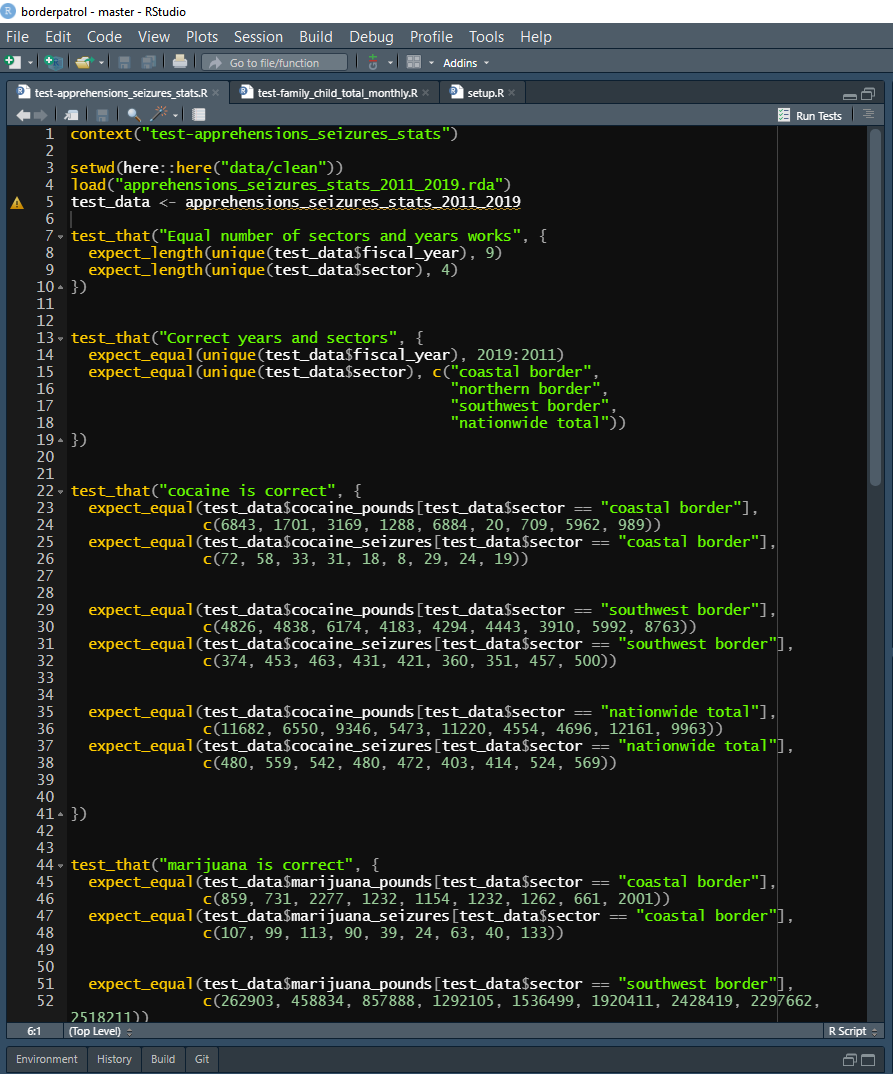 borderpatrol - master - RStudio
File Edit Code View Plots Session Build Debug Profile Tools Help
Go to file/function Addins
test-apprehensions_seizures_stats.R test-family_child_total_monthly.R setup.R
Run Tests
1 context("test-apprehensions_seizures_stats")
2
3 setwd(here::here("data/clean"))
4 load("apprehensions_seizures_stats_2011_2019.rda")
5 test_data <- apprehensions_seizures_stats_2011_2019
6
7 test_that("Equal number of sectors and years works", {
8   expect_length(unique(test_data$fiscal_year), 9)
9   expect_length(unique(test_data$sector), 4)
10 })
11
12
13 test_that("Correct years and sectors", {
14   expect_equal(unique(test_data$fiscal_year), 2019:2011)
15   expect_equal(unique(test_data$sector), c("coastal border",
16                                            "northern border",
17                                            "southwest border",
18                                            "nationwide total"))
19 })
20
21
22 test_that("cocaine is correct", {
23   expect_equal(test_data$cocaine_pounds[test_data$sector == "coastal border"],
24                c(6843, 1701, 3169, 1288, 6884, 20, 709, 5962, 989))
25   expect_equal(test_data$cocaine_seizures[test_data$sector == "coastal border"],
26                c(72, 58, 33, 31, 18, 8, 29, 24, 19))
27
28
29   expect_equal(test_data$cocaine_pounds[test_data$sector == "southwest border"],
30                c(4826, 4838, 6174, 4183, 4294, 4443, 3910, 5992, 8763))
31   expect_equal(test_data$cocaine_seizures[test_data$sector == "southwest border"],
32                c(374, 453, 463, 431, 421, 360, 351, 457, 500))
33
34
35   expect_equal(test_data$cocaine_pounds[test_data$sector == "nationwide total"],
36                c(11682, 6550, 9346, 5473, 11220, 4554, 4696, 12161, 9963))
37   expect_equal(test_data$cocaine_seizures[test_data$sector == "nationwide total"],
38                c(480, 559, 542, 480, 472, 403, 414, 524, 569))
39
40
41 })
42
43
44 test_that("marijuana is correct", {
45   expect_equal(test_data$marijuana_pounds[test_data$sector == "coastal border"],
46                c(859, 731, 2277, 1232, 1154, 1232, 1262, 661, 2001))
47   expect_equal(test_data$marijuana_seizures[test_data$sector == "coastal border"],
48                c(107, 99, 113, 90, 39, 24, 63, 40, 133))
49
50
51   expect_equal(test_data$marijuana_pounds[test_data$sector == "southwest border"],
52                c(262903, 458834, 857888, 1292105, 1536499, 1920411, 2428419, 2297662,
2518211))
6:1 (Top Level) R Script
Environment History Build Git